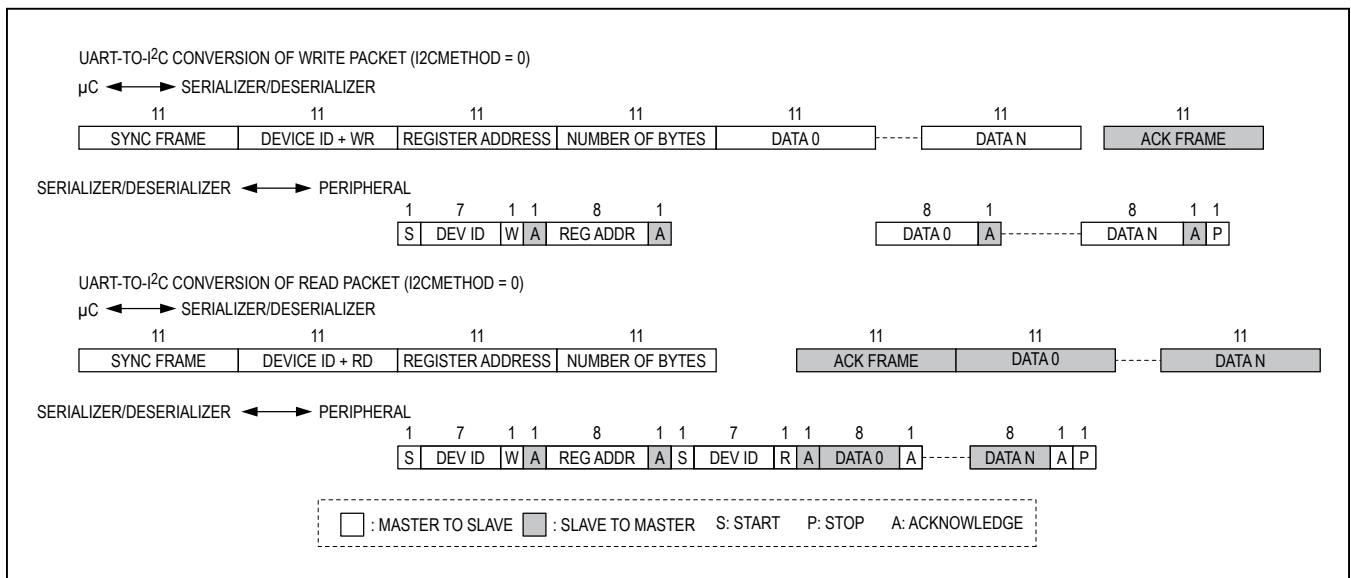 UART-TO-I2C CONVERSION OF WRITE PACKET (I2CMETHOD = 0)
µC SERIALIZER/DESERIALIZER
11 11 11 11 11 11 11
SYNC FRAME DEVICE ID + WR REGISTER ADDRESS NUMBER OF BYTES DATA 0 DATA N ACK FRAME
SERIALIZER/DESERIALIZER PERIPHERAL
1 7 1 1 8 1 8 1 8 1 1
S DEV ID W A REG ADDR A DATA 0 A DATA N A P
UART-TO-I2C CONVERSION OF READ PACKET (I2CMETHOD = 0)
µC SERIALIZER/DESERIALIZER
11 11 11 11 11 11 11
SYNC FRAME DEVICE ID + RD REGISTER ADDRESS NUMBER OF BYTES ACK FRAME DATA 0 DATA N
SERIALIZER/DESERIALIZER PERIPHERAL
1 7 1 1 8 1 1 7 1 1 8 1 8 1 1
S DEV ID W A REG ADDR A S DEV ID R A DATA 0 A DATA N A P
: MASTER TO SLAVE : SLAVE TO MASTER S: START P: STOP A: ACKNOWLEDGE